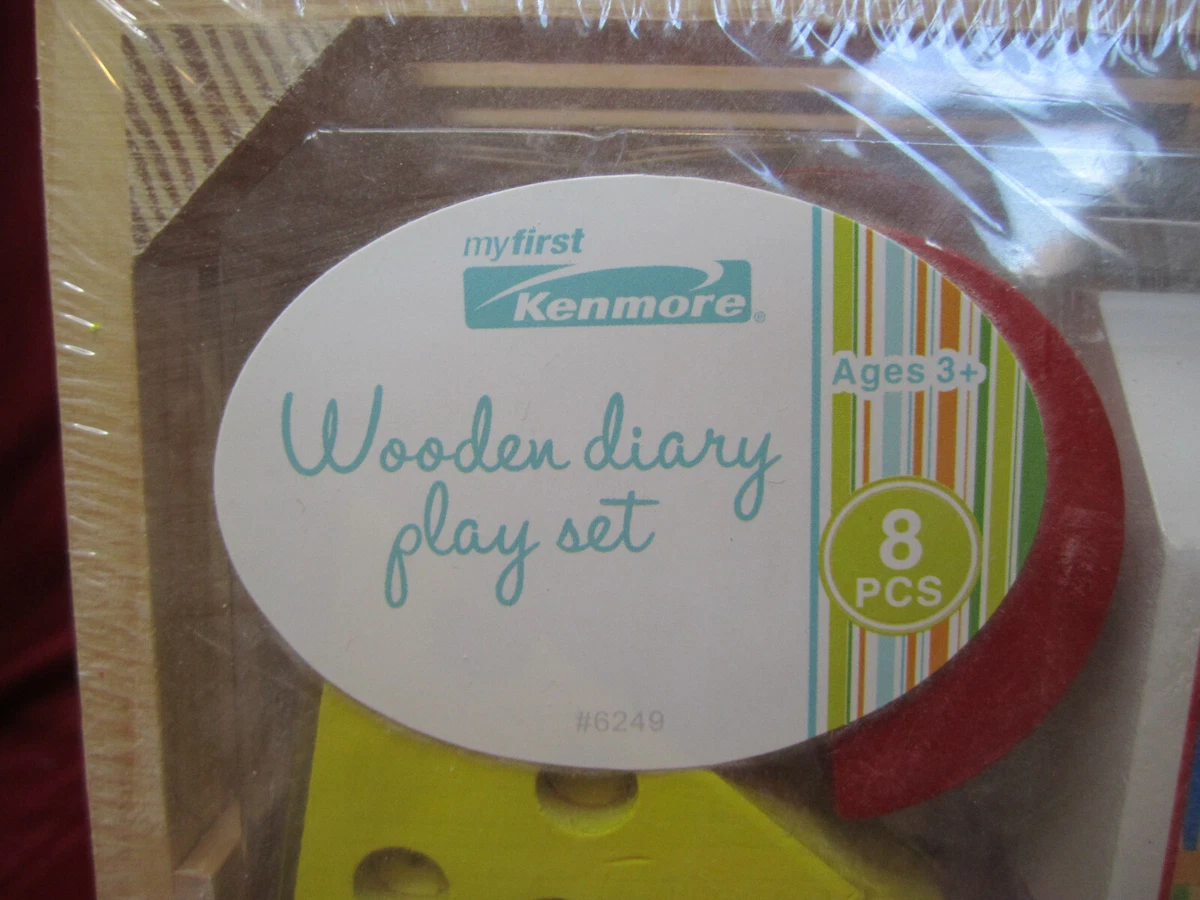 myfirst
Kenmore®
Ages 3+
Wooden diary
play set
8
PCS
#6249